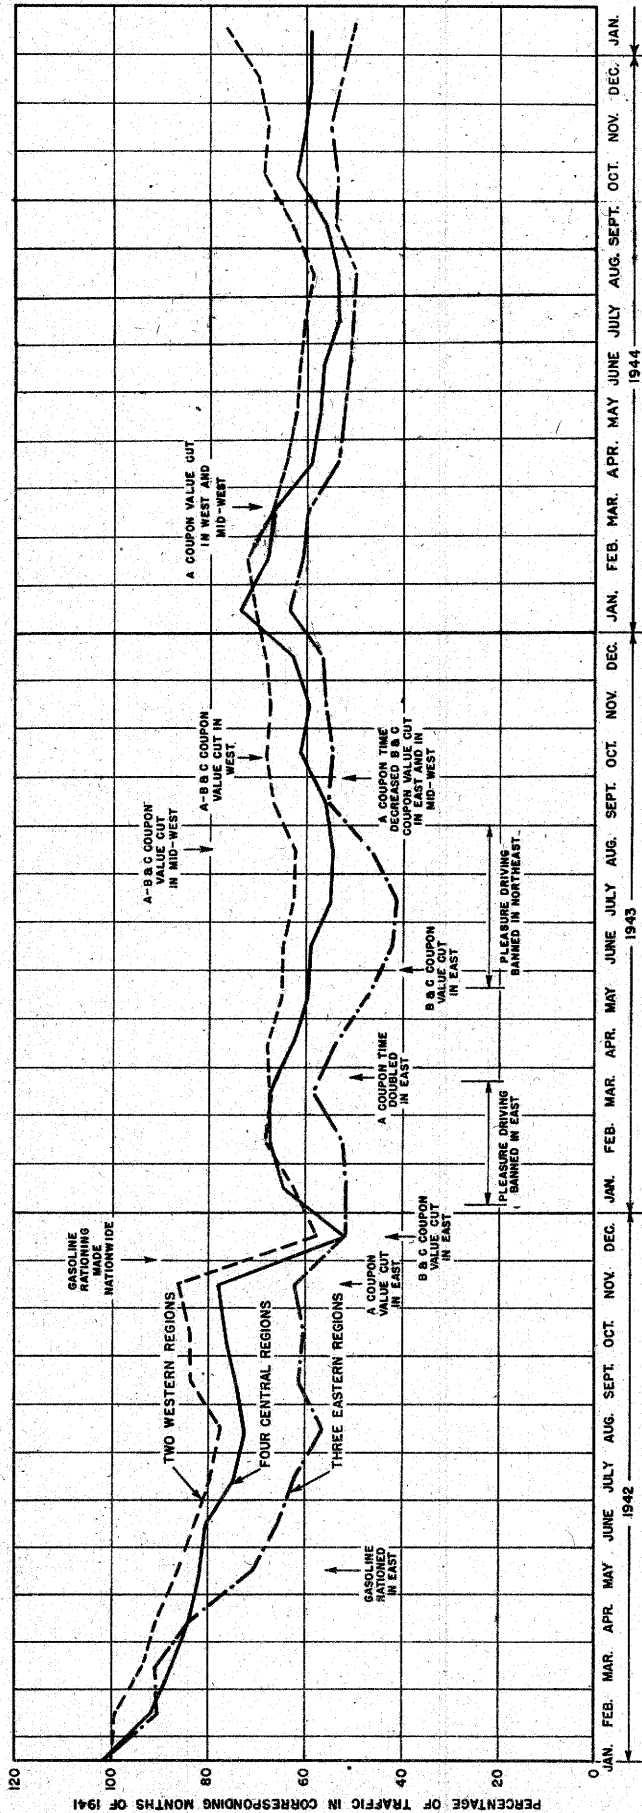 PERCENTAGE OF TRAFFIC IN CORRESPONDING MONTHS OF 1941
120
100
80
60
40
20
0
TWO WESTERN REGIONS
FOUR CENTRAL REGIONS
THREE EASTERN REGIONS
GASOLINE
RATIONED
IN EAST
GASOLINE
RATIONING
MADE
NATIONWIDE
A COUPON
VALUE CUT
IN EAST
B & C COUPON
VALUE CUT
IN EAST
PLEASURE DRIVING
BANNED IN EAST
A COUPON TIME
DOUBLED
IN EAST
B & C COUPON
VALUE CUT
IN EAST
PLEASURE DRIVING
BANNED IN NORTHEAST
A-B & C COUPON
VALUE CUT
IN MID-WEST
A-B & C COUPON
VALUE CUT IN
WEST
A COUPON TIME
DECREASED B & C
COUPON VALUE CUT
IN EAST AND IN
MID-WEST
A COUPON VALUE CUT
IN WEST AND
MID-WEST
JAN. FEB. MAR. APR. MAY JUNE JULY AUG. SEPT. OCT. NOV. DEC. JAN. FEB. MAR. APR. MAY JUNE JULY AUG. SEPT. OCT. NOV. DEC. JAN. FEB. MAR. APR. MAY JUNE JULY AUG. SEPT. OCT. NOV. DEC. JAN.
1942 1943 1944